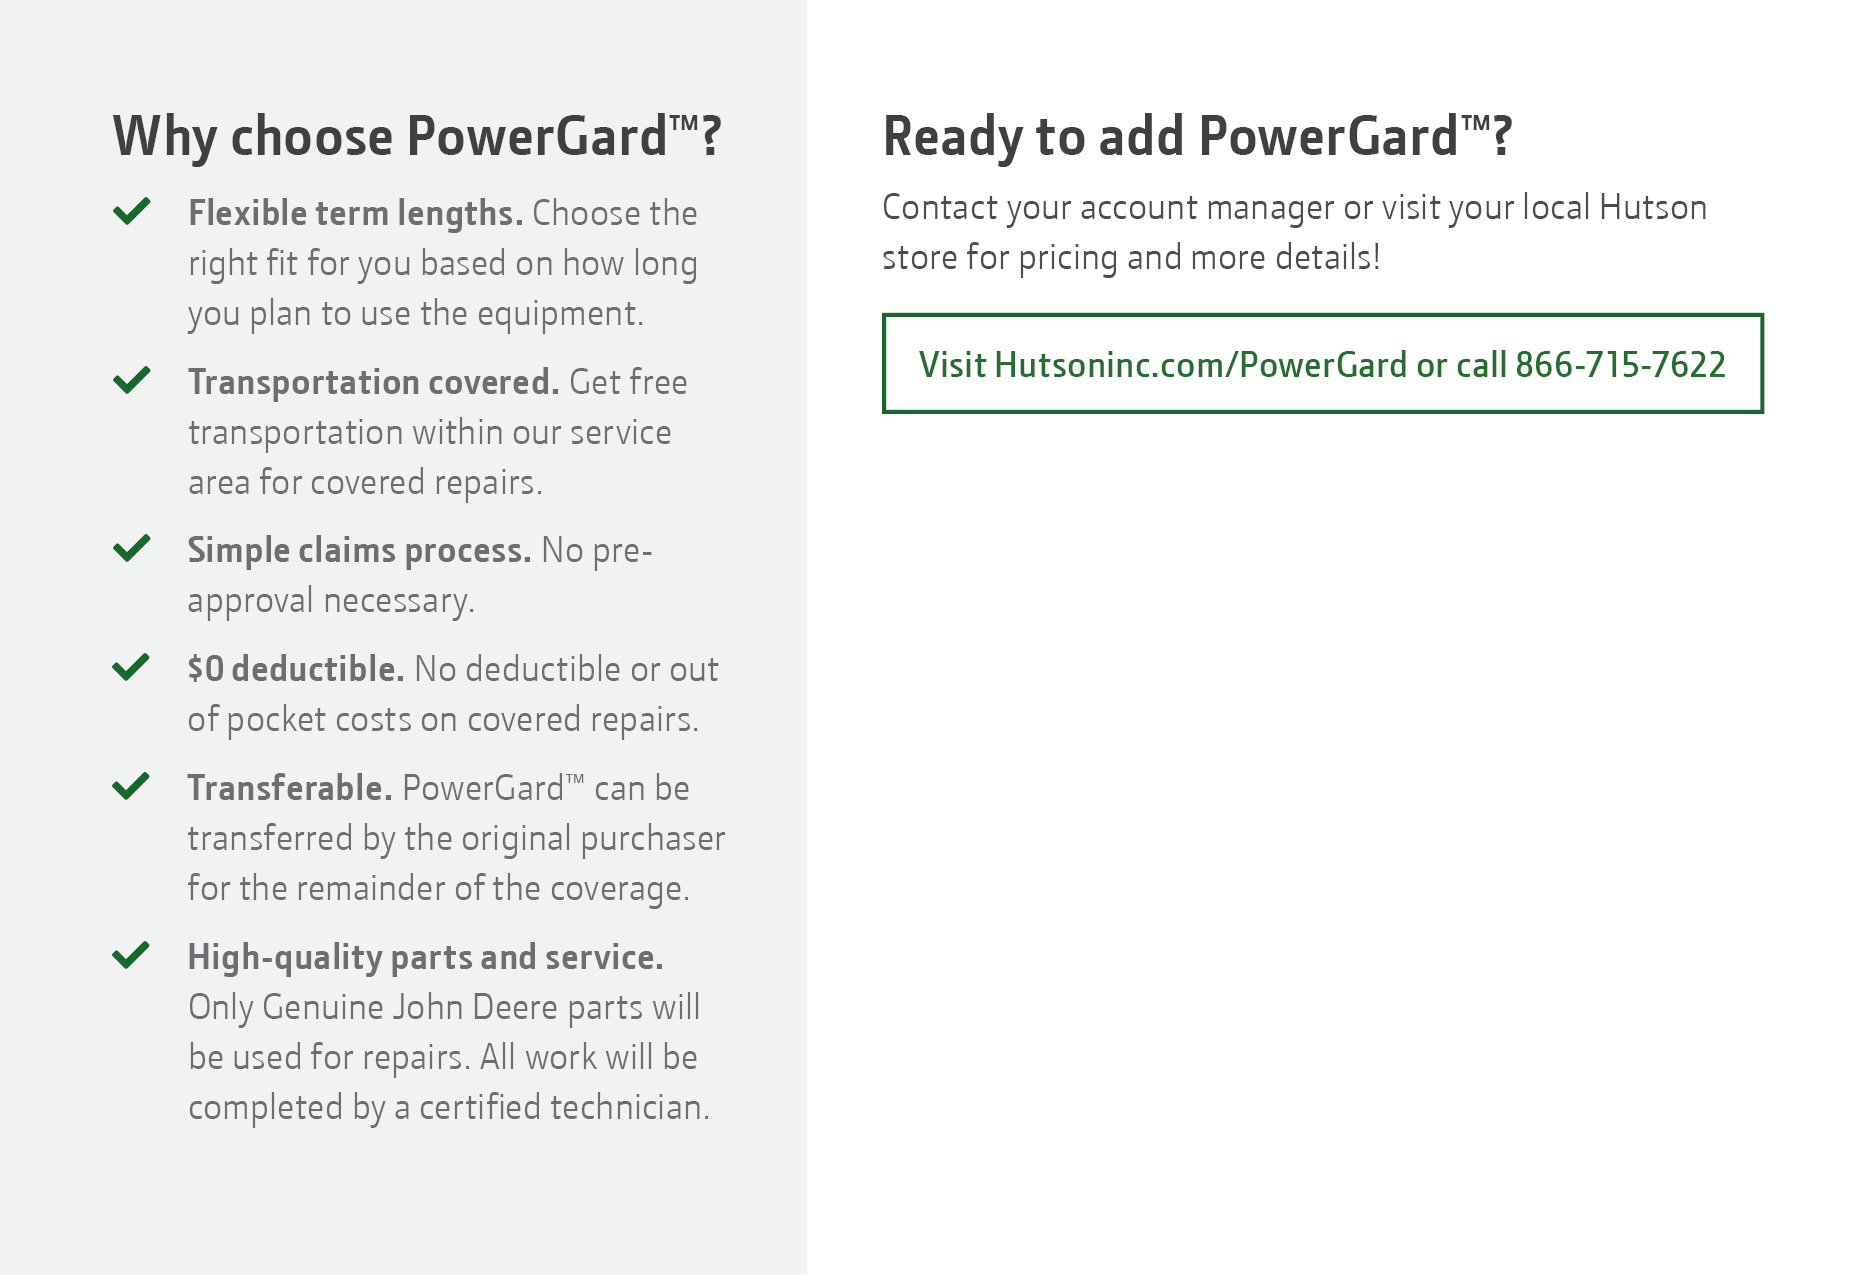 Why choose PowerGard™?
Flexible term lengths. Choose the
right fit for you based on how long
you plan to use the equipment.
Transportation covered. Get free
transportation within our service
area for covered repairs.
Simple claims process. No pre-
approval necessary.
$0 deductible. No deductible or out
of pocket costs on covered repairs.
Transferable. PowerGard™ can be
transferred by the original purchaser
for the remainder of the coverage.
High-quality parts and service.
Only Genuine John Deere parts will
be used for repairs. All work will be
completed by a certified technician.
Ready to add PowerGard™?
Contact your account manager or visit your local Hutson
store for pricing and more details!
Visit Hutsoninc.com/PowerGard or call 866-715-7622